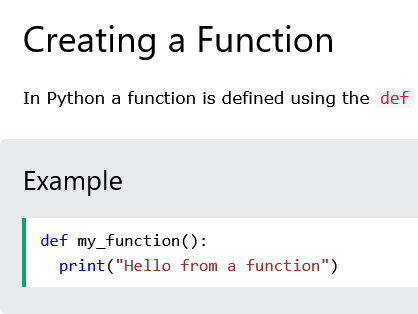 Creating a Function
In Python a function is defined using the def
Example
def my_function():
  print("Hello from a function")